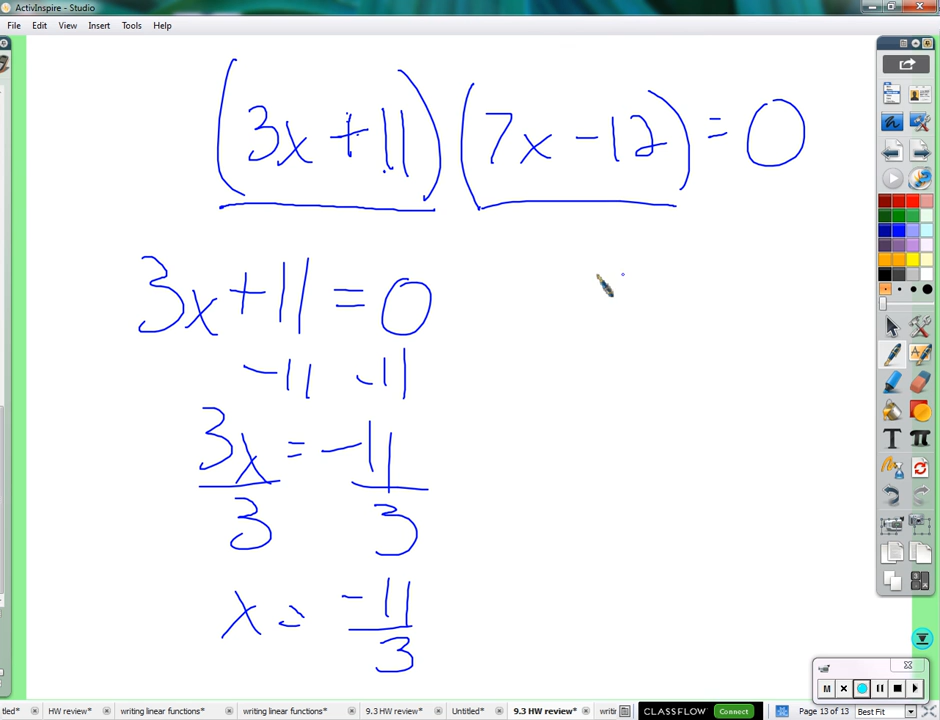 ActivInspire - Studio
File Edit View Insert Tools Help
(3x + 11) (7x - 12) = 0
3x + 11 = 0
-11 -11
3x = -11
3 3
x = -11
3
tled* HW review* writing linear functions* writing linear functions* 9.3 HW review* Untitled* 9.3 HW review* writir CLASSFLOW Connect Page 13 of 13 Best Fit